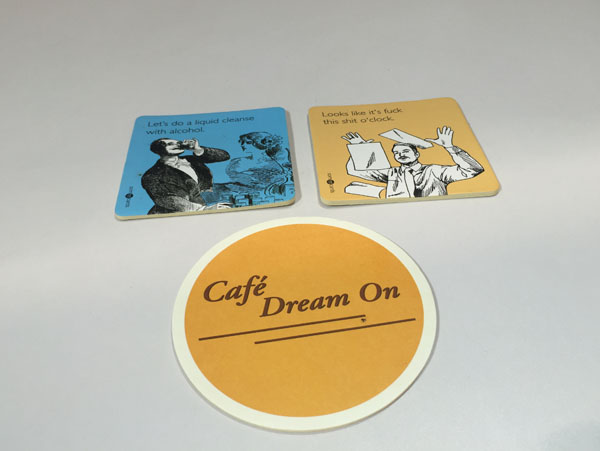 Let's do a liquid cleanse
with alcohol.
Looks like it's fuck
this shit o'clock.
Café
Dream On